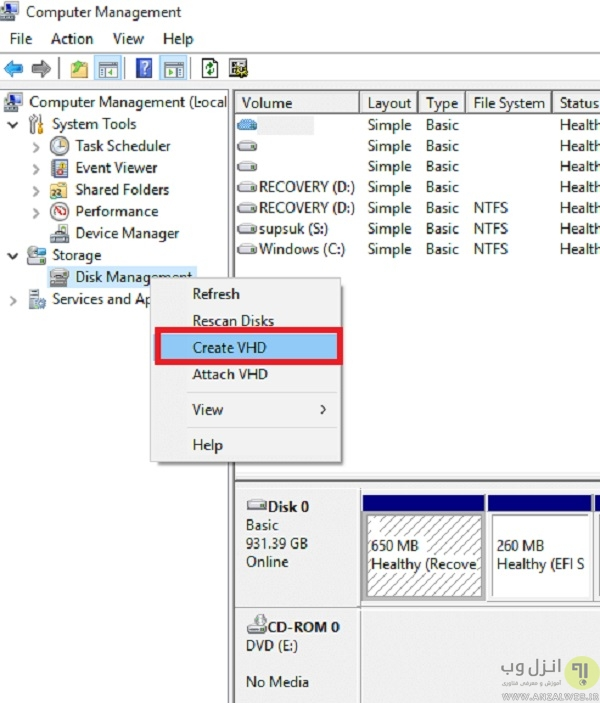 Computer Management
File Action View Help
Computer Management (Local
System Tools
Task Scheduler
Event Viewer
Shared Folders
Performance
Device Manager
Storage
Disk Management
Services and Ap
Volume Layout Type File System Status
Simple Basic Health
Simple Basic Health
Simple Basic Health
RECOVERY (D:) Simple Basic Health
RECOVERY (D:) Simple Basic NTFS Health
supsuk (S:) Simple Basic NTFS Health
Windows (C:) Simple Basic NTFS Health
Refresh
Rescan Disks
Create VHD
Attach VHD
View
Help
Disk 0
Basic
931.39 GB
Online
650 MB
Healthy (Recove
260 MB
Healthy (EFI S
CD-ROM 0
DVD (E:)
No Media
انزل وب
آموزش و معرفی فناوری
WWW.ANZALWEB.IR